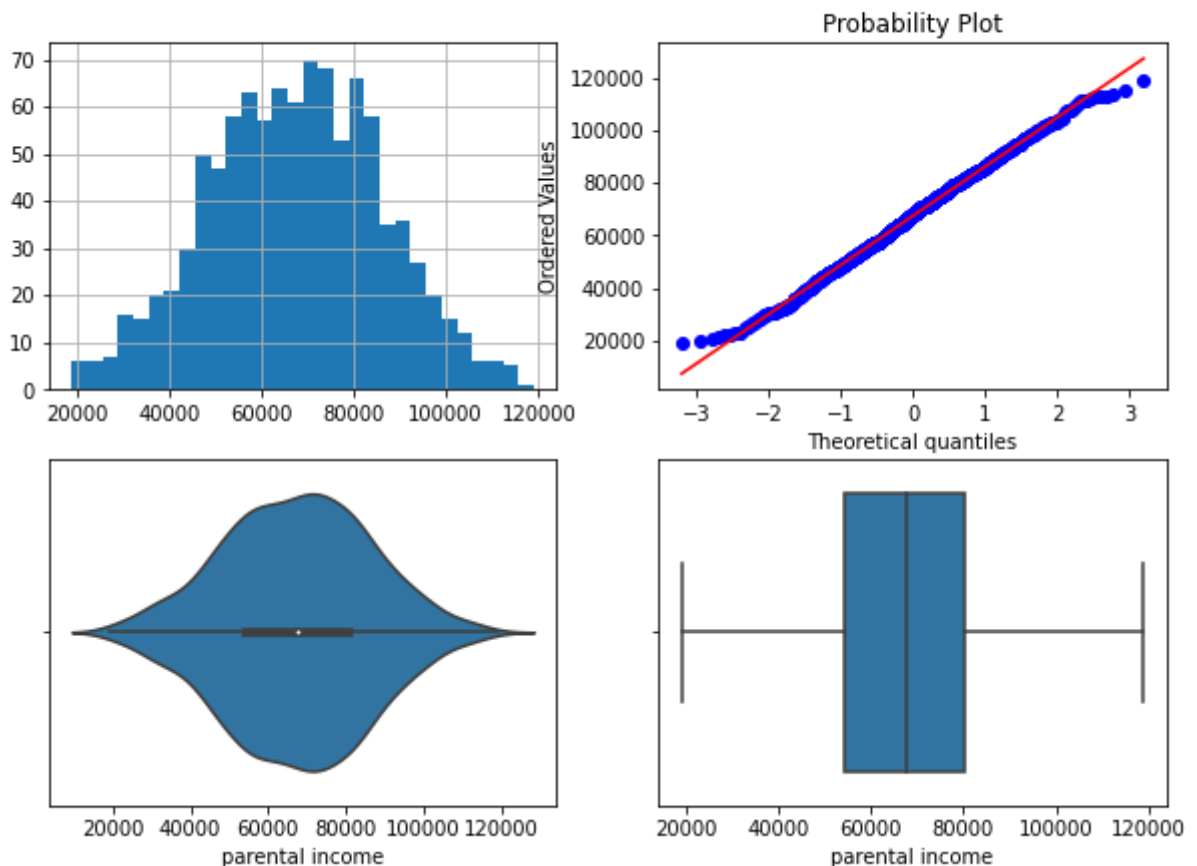 Probability Plot
70
60
50
40
30
20
10
0
20000 40000 60000 80000 100000 120000
Ordered Values
120000
100000
80000
60000
40000
20000
−3 −2 −1 0 1 2 3
Theoretical quantiles
20000 40000 60000 80000 100000 120000
parental income
20000 40000 60000 80000 100000 120000
parental income